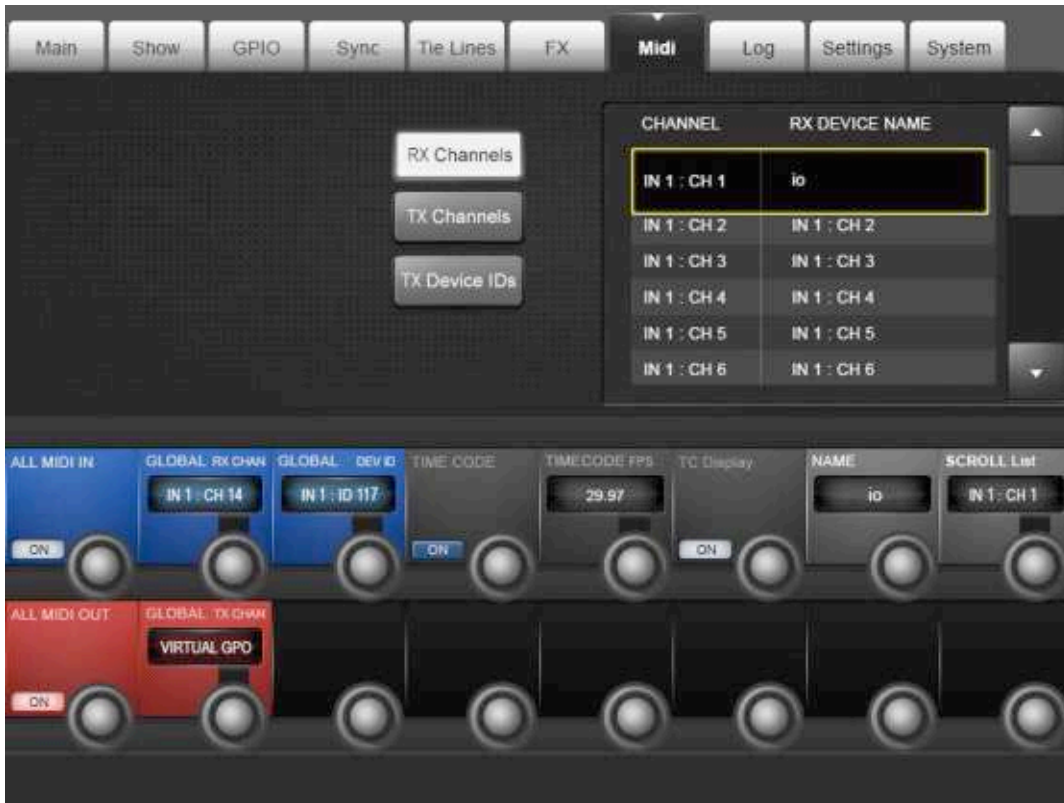 Main Show GPIO Sync Tie Lines FX Midi Log Settings System
CHANNEL RX DEVICE NAME
RX Channels
IN 1 : CH 1 io
TX Channels
IN 1 : CH 2 IN 1 : CH 2
IN 1 : CH 3 IN 1 : CH 3
TX Device IDs
IN 1 : CH 4 IN 1 : CH 4
IN 1 : CH 5 IN 1 : CH 5
IN 1 : CH 6 IN 1 : CH 6
ALL MIDI IN GLOBAL RX CHAN GLOBAL DEV ID TIME CODE TIMECODE FPS TC Display NAME SCROLL List
IN 1 : CH 14 IN 1 : ID 117 29.97 io IN 1 : CH 1
ON ON ON
ALL MIDI OUT GLOBAL TX CHAN
VIRTUAL GPO
ON